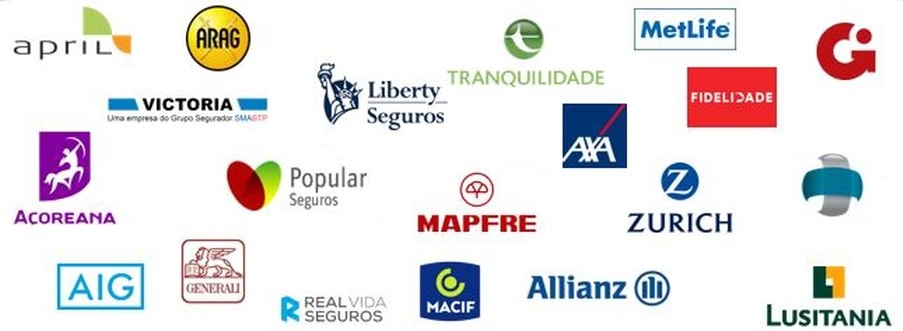 april
ARAG
TRANQUILIDADE
MetLife
VICTORIA
Uma empresa do Grupo Segurador SMABTP
Liberty
Seguros
FIDELIDADE
AXA
AÇOREANA
Popular
Seguros
MAPFRE
Z
ZURICH
AIG
GENERALI
REAL VIDA
SEGUROS
MACIF
Allianz
LUSITANIA